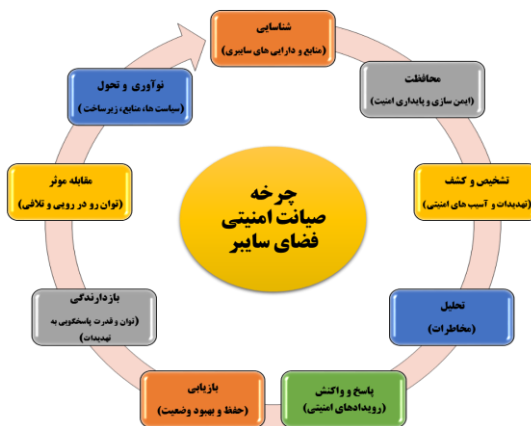 شناسایی
(منابع و دارایی های سایبری)
محافظت
(ایمن سازی و پایداری امنیت)
تشخیص و کشف
(تهدیدات و آسیب های امنیتی)
تحلیل
(مخاطرات)
پاسخ و واکنش
(رویدادهای امنیتی)
بازیابی
(حفظ و بهبود وضعیت)
بازدارندگی
(توان و قدرت پاسخگویی به
تهدیدات)
مقابله موثر
(توان رو در رویی و تلافی)
نوآوری و تحول
(سیاست ها، منابع، زیرساخت)
چرخه
صیانت امنیتی
فضای سایبر